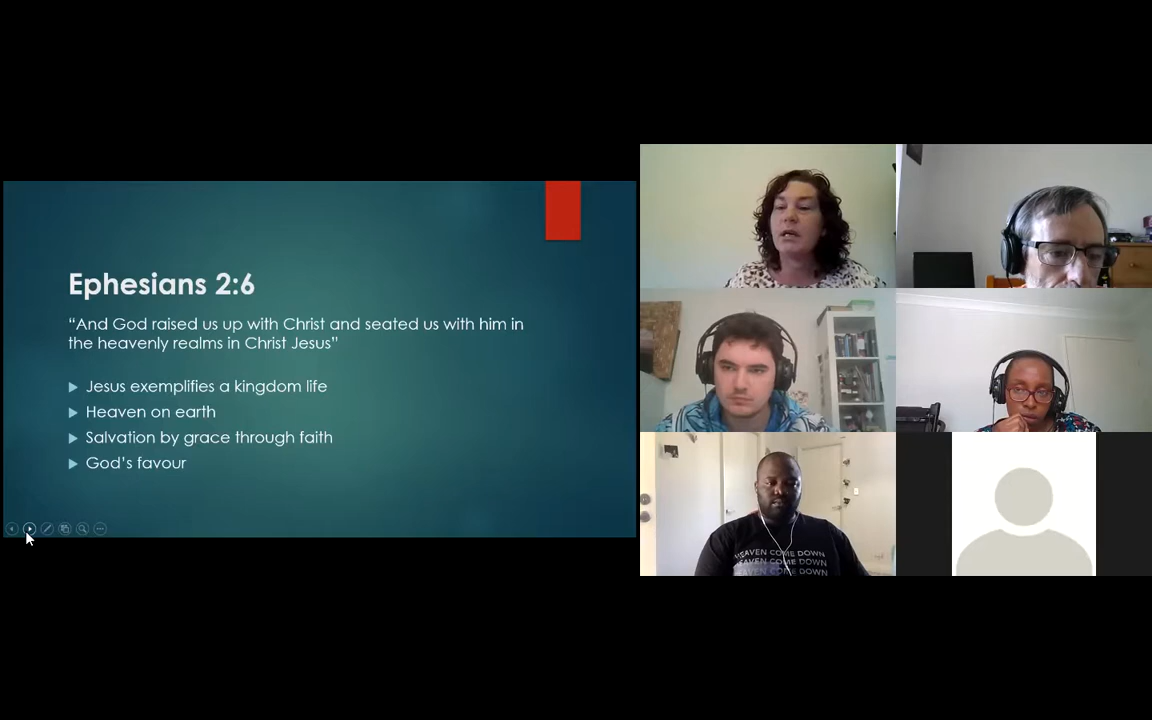 Ephesians 2:6
“And God raised us up with Christ and seated us with him in
the heavenly realms in Christ Jesus”
Jesus exemplifies a kingdom life
Heaven on earth
Salvation by grace through faith
God’s favour
HEAVEN COME DOWN
HEAVEN COME DOWN
HEAVEN COME DOWN